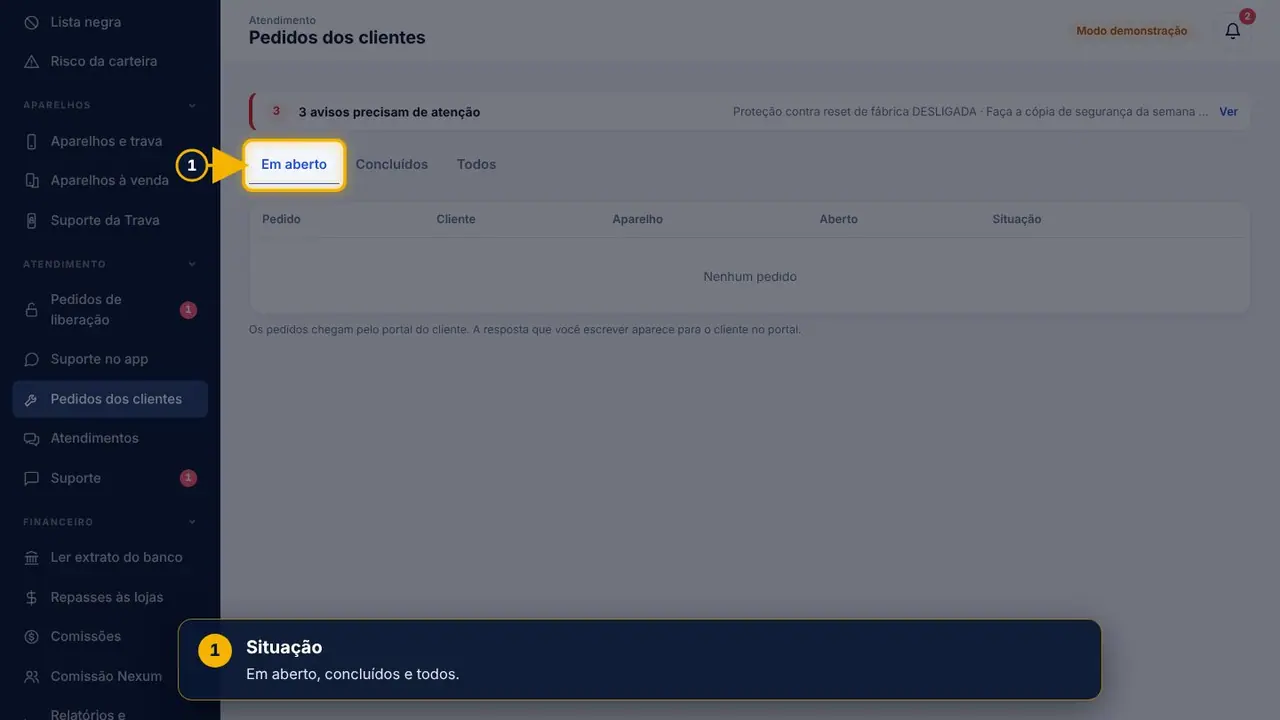 Lista negra
Risco da carteira
APARELHOS
Aparelhos e trava
Aparelhos à venda
Suporte da Trava
ATENDIMENTO
Pedidos de
liberação
1
Suporte no app
Pedidos dos clientes
Atendimentos
Suporte
1
FINANCEIRO
Ler extrato do banco
Repasses às lojas
Comissões
Comissão Nexum
Relatórios e
Atendimento
Pedidos dos clientes
Modo demonstração
2
3
3 avisos precisam de atenção
Proteção contra reset de fábrica DESLIGADA · Faça a cópia de segurança da semana ...
Ver
1
Em aberto
Concluídos
Todos
Pedido
Cliente
Aparelho
Aberto
Situação
Nenhum pedido
Os pedidos chegam pelo portal do cliente. A resposta que você escrever aparece para o cliente no portal.
1
Situação
Em aberto, concluídos e todos.